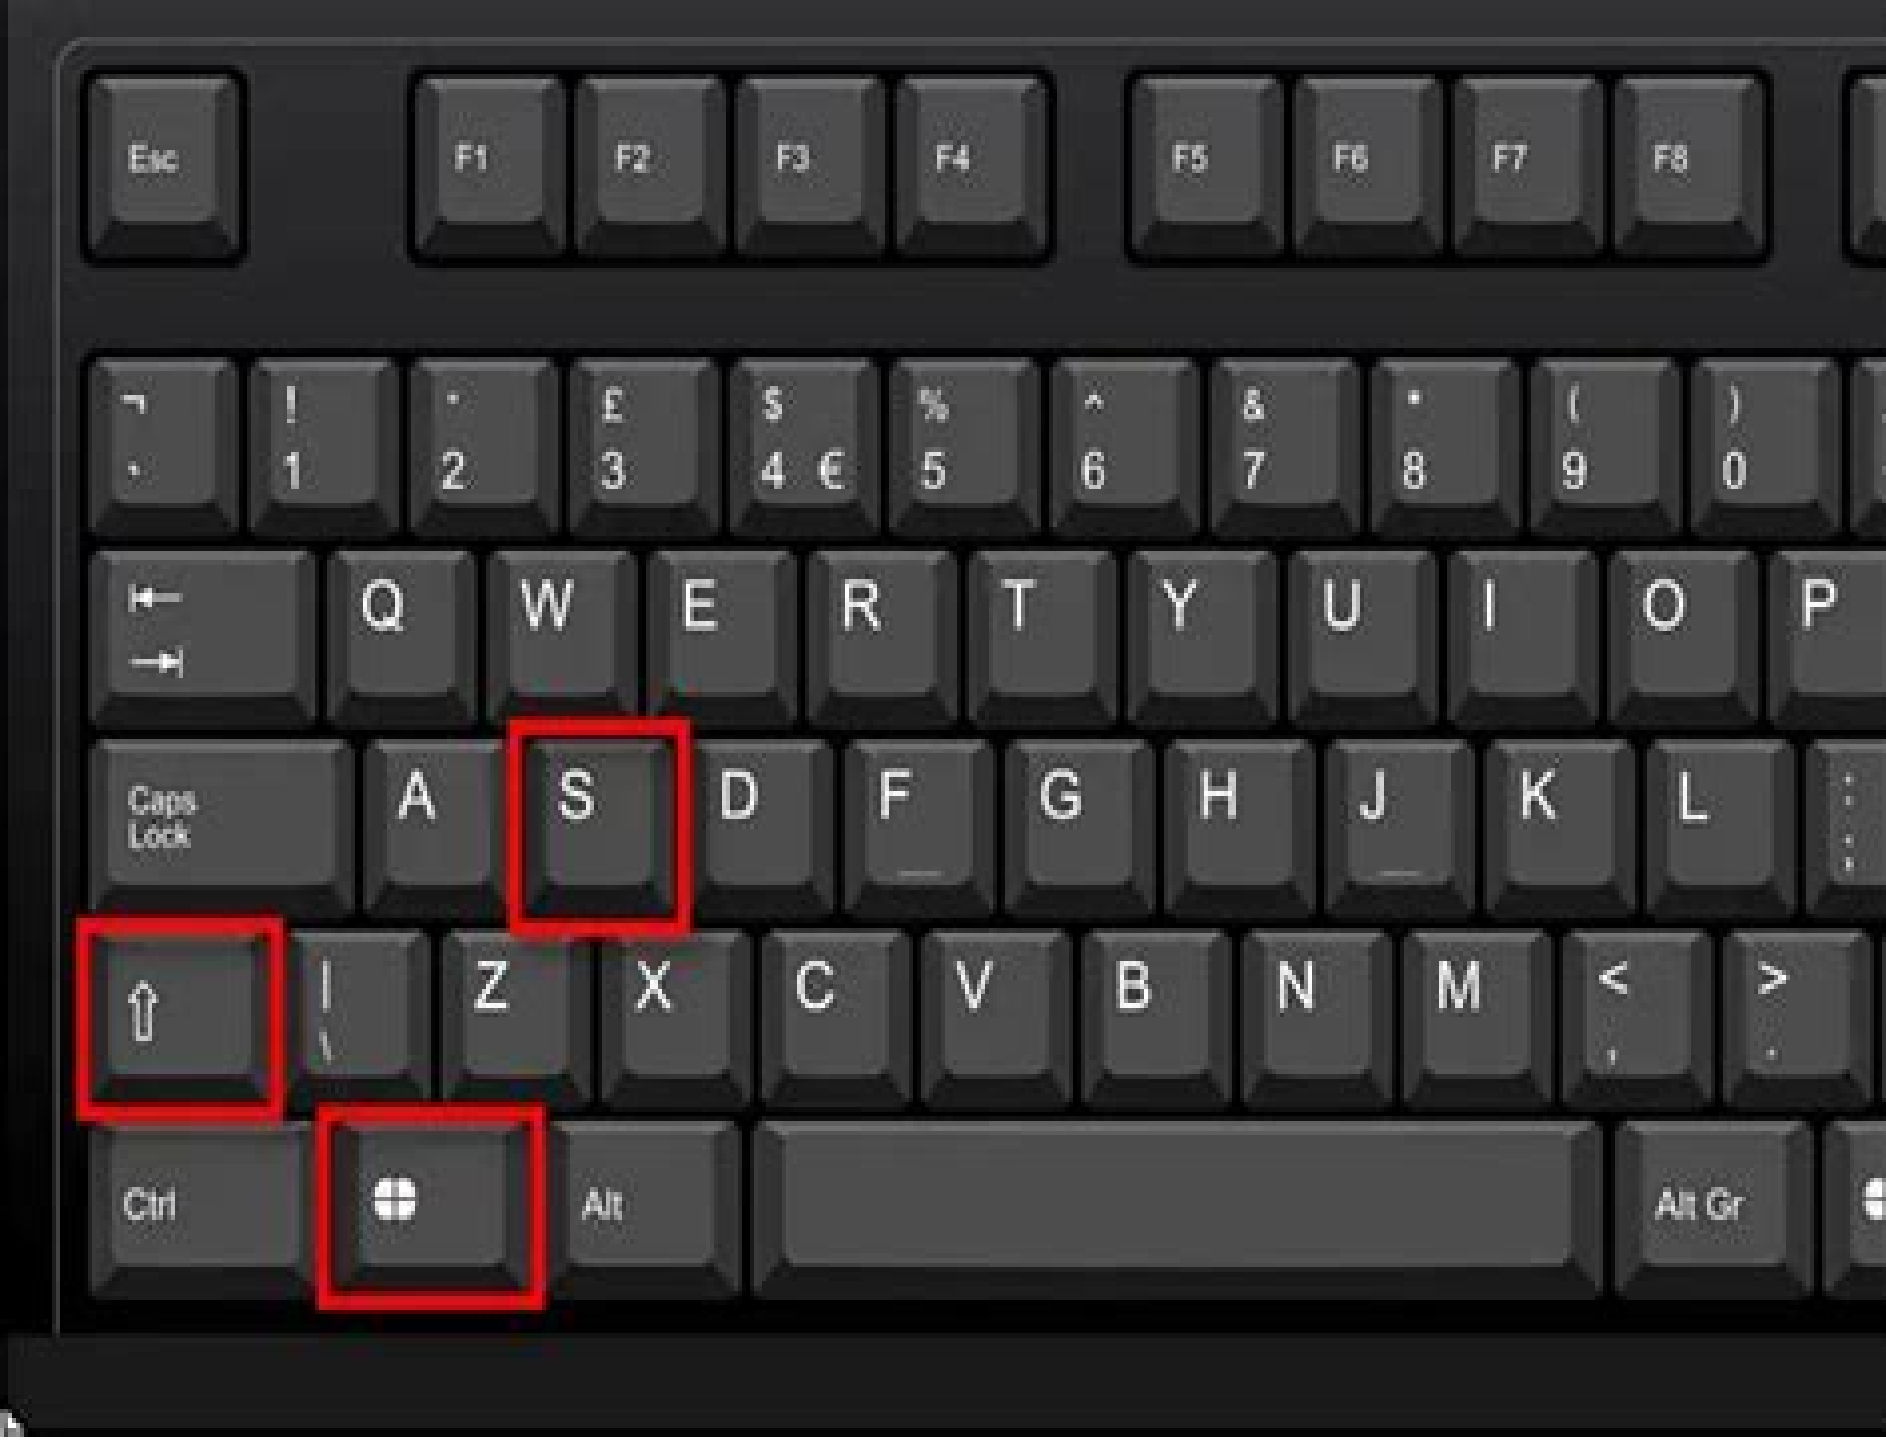 Esc F1 F2 F3 F4 F5 F6 F7 F8
¬ ! £ $ % ^ & * ( )
1 2 3 4 € 5 6 7 8 9 0
Q W E R T Y U I O P
Caps Lock A S D F G H J K L :
⇧ | \ Z X C V B N M < , > .
Ctrl Alt Alt Gr